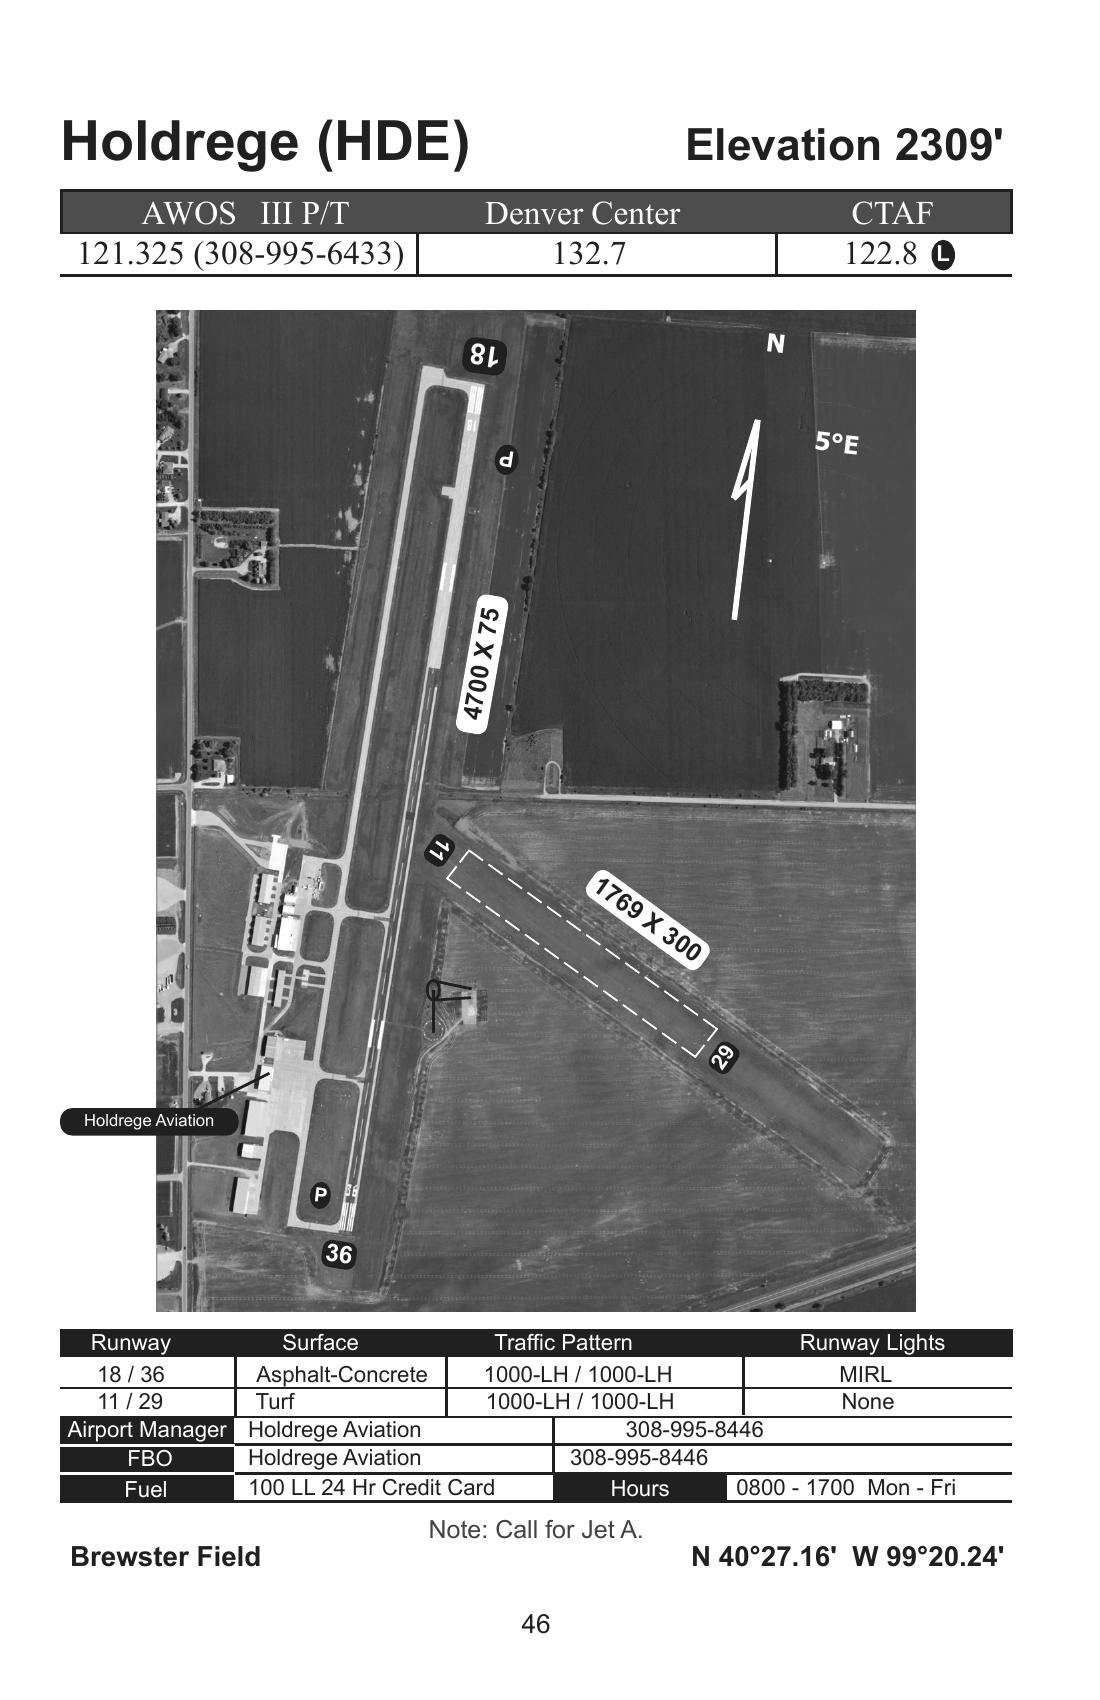 Holdrege (HDE) Elevation 2309'
AWOS III P/T Denver Center CTAF
121.325 (308-995-6433) 132.7 122.8 L
18
N
5°E
P
4700 X 75
11
1769 X 300
29
Holdrege Aviation
P
36
Runway Surface Traffic Pattern Runway Lights
18 / 36 Asphalt-Concrete 1000-LH / 1000-LH MIRL
11 / 29 Turf 1000-LH / 1000-LH None
Airport Manager Holdrege Aviation 308-995-8446
FBO Holdrege Aviation 308-995-8446
Fuel 100 LL 24 Hr Credit Card Hours 0800 - 1700 Mon - Fri
Note: Call for Jet A.
Brewster Field N 40°27.16' W 99°20.24'
46